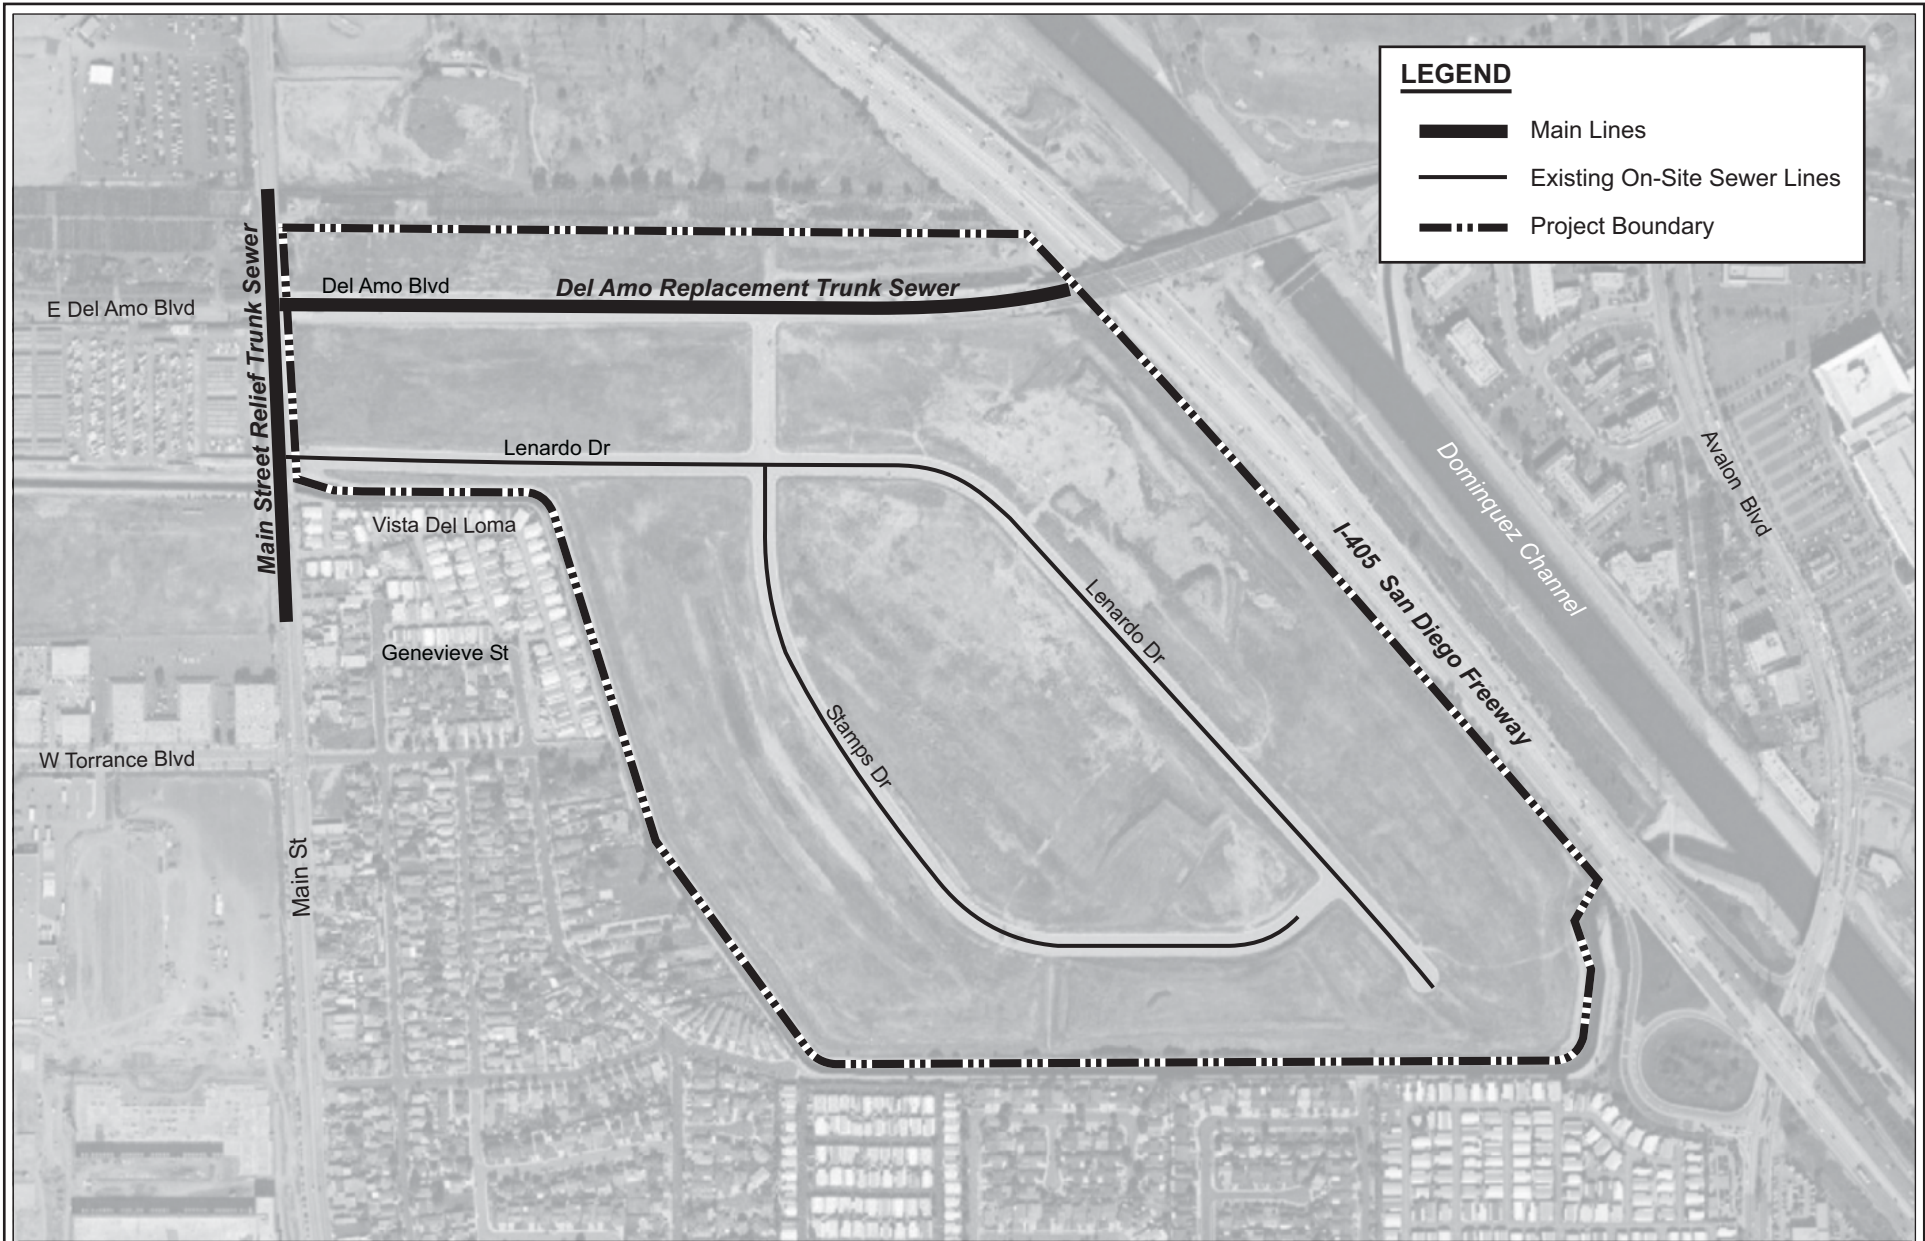 LEGEND
Main Lines
Existing On-Site Sewer Lines
Project Boundary
Main Street Relief Trunk Sewer
Del Amo Blvd
Del Amo Replacement Trunk Sewer
E Del Amo Blvd
Lenardo Dr
Avalon Blvd
Dominquez Channel
Vista Del Loma
I-405 San Diego Freeway
Lenardo Dr
Genevieve St
Stamps Dr
W Torrance Blvd
Main St